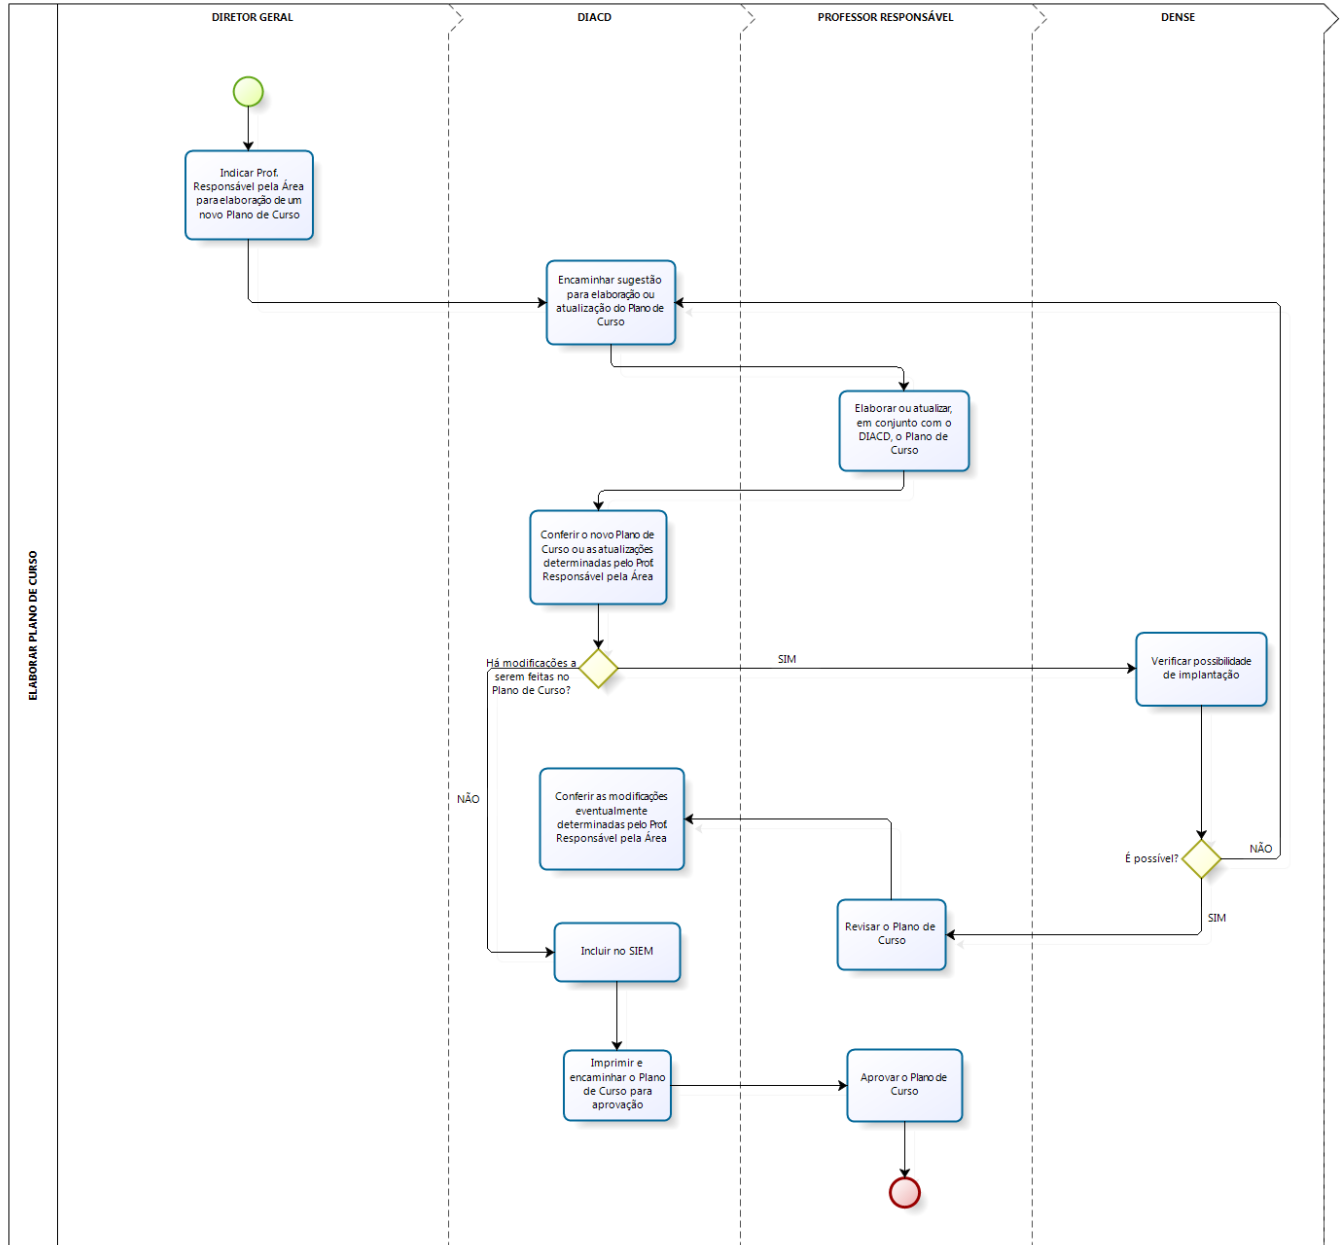 DIRETOR GERAL
DIACD
PROFESSOR RESPONSÁVEL
DENSE
ELABORAR PLANO DE CURSO
Indicar Prof.
Responsável pela Área
para elaboração de um
novo Plano de Curso
Encaminhar sugestão
para elaboração ou
atualização do Plano de
Curso
Elaborar ou atualizar,
em conjunto com o
DIACD, o Plano de
Curso
Conferir o novo Plano de
Curso ou as atualizações
determinadas pelo Prof.
Responsável pela Área
Há modificações a
serem feitas no
Plano de Curso?
SIM
Verificar possibilidade
de implantação
NÃO
Conferir as modificações
eventualmente
determinadas pelo Prof.
Responsável pela Área
É possível?
NÃO
SIM
Revisar o Plano de
Curso
Incluir no SIEM
Imprimir e
encaminhar o Plano
de Curso para
aprovação
Aprovar o Plano de
Curso